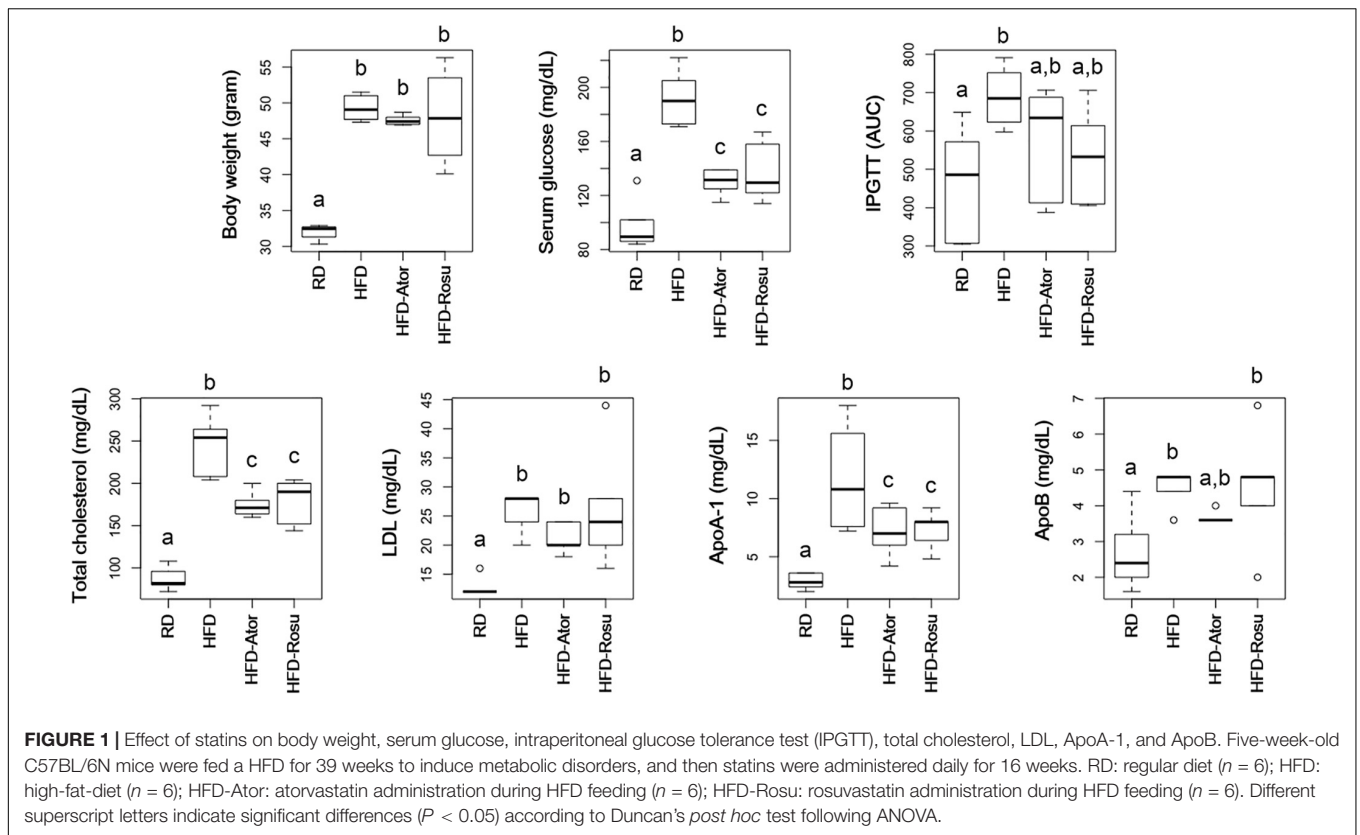 b
b
b
a
Body weight (gram)
55
50
45
40
35
30
RD
HFD
HFD-Ator
HFD-Rosu
b
c
c
a
Serum glucose (mg/dL)
200
160
120
80
RD
HFD
HFD-Ator
HFD-Rosu
b
a,b
a,b
a
IPGTT (AUC)
800
700
600
500
400
300
RD
HFD
HFD-Ator
HFD-Rosu
b
c
c
a
Total cholesterol (mg/dL)
300
250
200
150
100
RD
HFD
HFD-Ator
HFD-Rosu
b
b
b
a
LDL (mg/dL)
45
40
35
30
25
20
15
RD
HFD
HFD-Ator
HFD-Rosu
b
c
c
a
ApoA-1 (mg/dL)
15
10
5
RD
HFD
HFD-Ator
HFD-Rosu
b
b
a,b
a
ApoB (mg/dL)
7
6
5
4
3
2
RD
HFD
HFD-Ator
HFD-Rosu
FIGURE 1 | Effect of statins on body weight, serum glucose, intraperitoneal glucose tolerance test (IPGTT), total cholesterol, LDL, ApoA-1, and ApoB. Five-week-old
C57BL/6N mice were fed a HFD for 39 weeks to induce metabolic disorders, and then statins were administered daily for 16 weeks. RD: regular diet (n = 6); HFD:
high-fat-diet (n = 6); HFD-Ator: atorvastatin administration during HFD feeding (n = 6); HFD-Rosu: rosuvastatin administration during HFD feeding (n = 6). Different
superscript letters indicate significant differences (P < 0.05) according to Duncan's post hoc test following ANOVA.